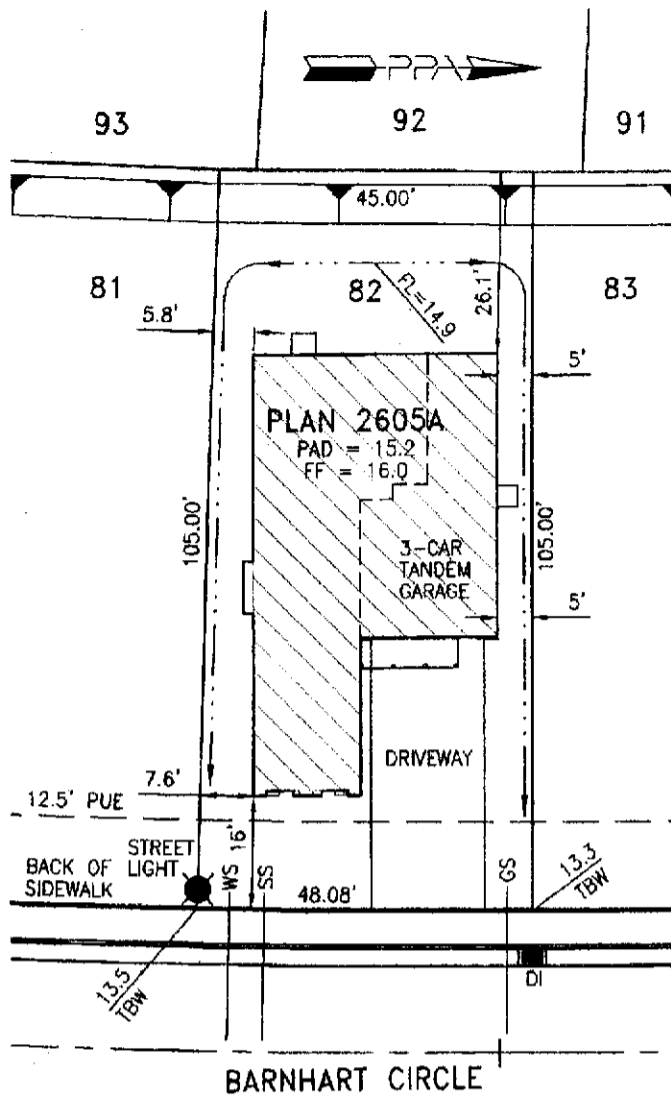 PPA
93
92
91
45.00'
81
82
83
5.8'
FL=14.9
26.1'
5'
PLAN 2605A
PAD = 15.2
FF = 16.0
105.00'
105.00'
3-CAR
TANDEM
GARAGE
5'
DRIVEWAY
7.6'
12.5' PUE
16'
STREET
LIGHT
BACK OF
SIDEWALK
WS
SS
48.08'
GS
13.3
TBW
13.5
TBW
DI
BARNHART CIRCLE